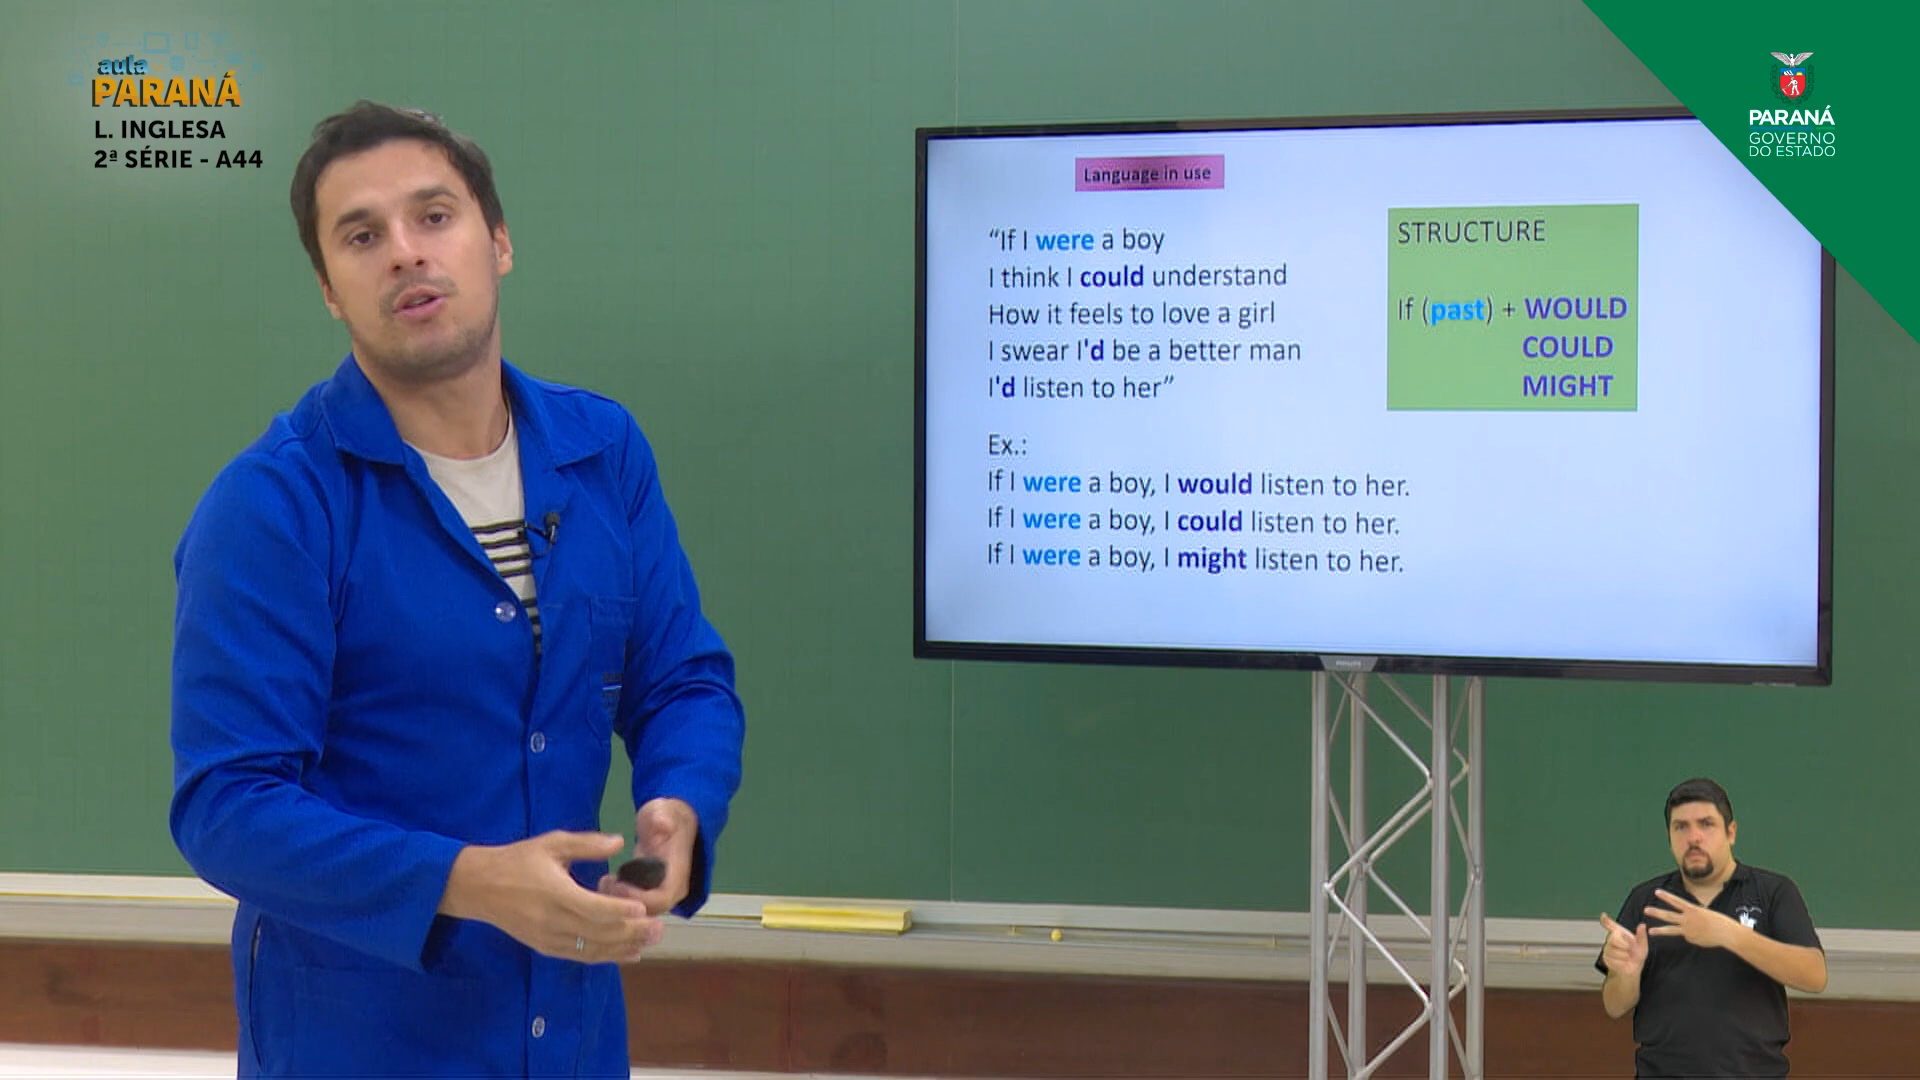 aula
PARANÁ
L. INGLESA
2ª SÉRIE - A44
PARANÁ
GOVERNO
DO ESTADO
Language in use
“If I were a boy
I think I could understand
How it feels to love a girl
I swear I'd be a better man
I'd listen to her”
STRUCTURE
If (past) + WOULD
COULD
MIGHT
Ex.:
If I were a boy, I would listen to her.
If I were a boy, I could listen to her.
If I were a boy, I might listen to her.
PHILIPS